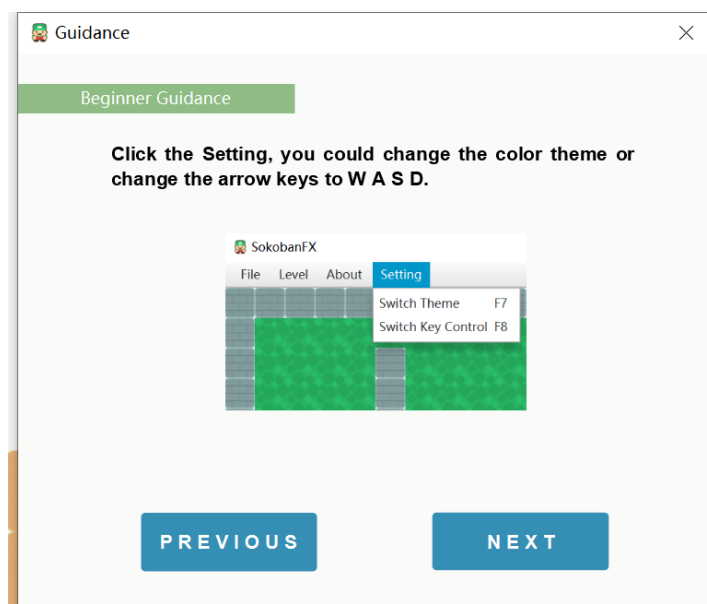 Guidance
Beginner Guidance
Click the Setting, you could change the color theme or
change the arrow keys to W A S D.
SokobanFX
File Level About Setting
Switch Theme F7
Switch Key Control F8
PREVIOUS NEXT